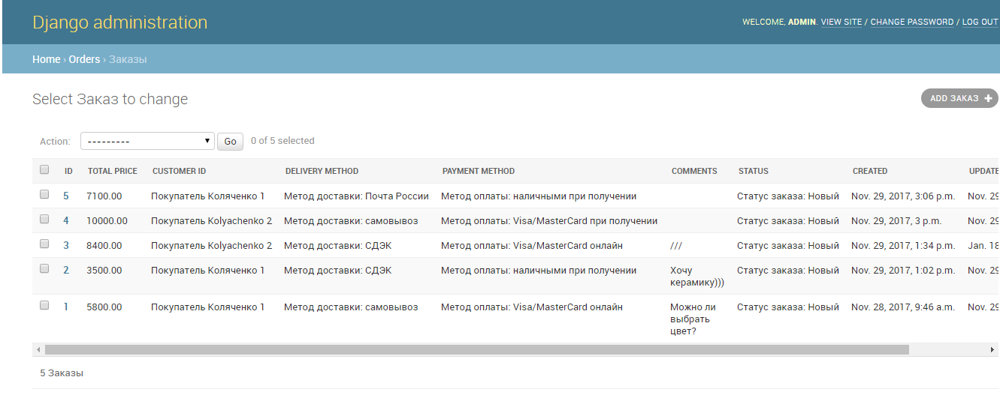 Django administration
WELCOME, ADMIN. VIEW SITE / CHANGE PASSWORD / LOG OUT
Home › Orders › Заказы
Select Заказ to change
ADD ЗАКАЗ +
Action: --------- Go 0 of 5 selected
ID TOTAL PRICE CUSTOMER ID DELIVERY METHOD PAYMENT METHOD COMMENTS STATUS CREATED UPDATE
5 7100.00 Покупатель Коляченко 1 Метод доставки: Почта России Метод оплаты: наличными при получении Статус заказа: Новый Nov. 29, 2017, 3:06 p.m. Nov. 29
4 10000.00 Покупатель Kolyachenko 2 Метод доставки: самовывоз Метод оплаты: Visa/MasterCard при получении Статус заказа: Новый Nov. 29, 2017, 3 p.m. Nov. 29
3 8400.00 Покупатель Kolyachenko 2 Метод доставки: СДЭК Метод оплаты: Visa/MasterCard онлайн /// Статус заказа: Новый Nov. 29, 2017, 1:34 p.m. Jan. 18
2 3500.00 Покупатель Коляченко 1 Метод доставки: СДЭК Метод оплаты: наличными при получении Хочу Статус заказа: Новый Nov. 29, 2017, 1:02 p.m. Nov. 29
керамику)))
1 5800.00 Покупатель Коляченко 1 Метод доставки: самовывоз Метод оплаты: Visa/MasterCard онлайн Можно ли Статус заказа: Новый Nov. 28, 2017, 9:46 a.m. Nov. 29
выбрать
цвет?
5 Заказы